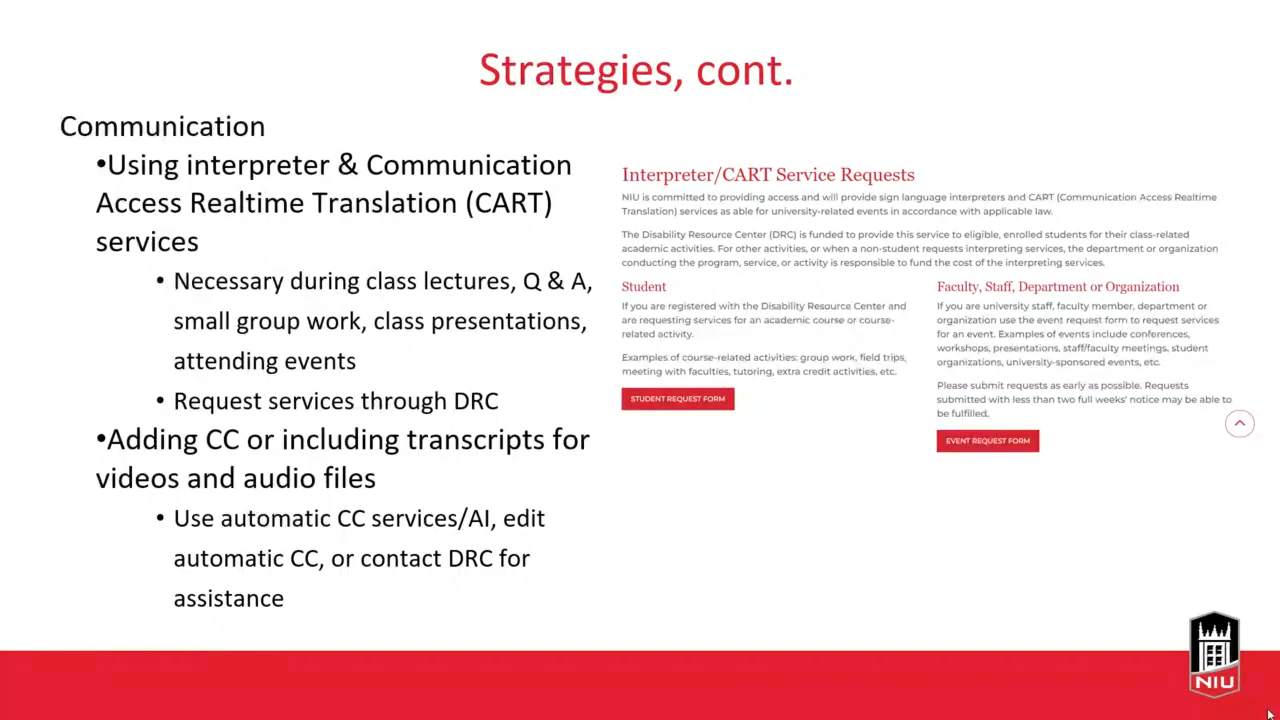 Strategies, cont.
Communication
•Using interpreter & Communication
Access Realtime Translation (CART)
services
• Necessary during class lectures, Q & A,
small group work, class presentations,
attending events
• Request services through DRC
•Adding CC or including transcripts for
videos and audio files
• Use automatic CC services/AI, edit
automatic CC, or contact DRC for
assistance
Interpreter/CART Service Requests
NIU is committed to providing access and will provide sign language interpreters and CART (Communication Access Realtime
Translation) services as able for university-related events in accordance with applicable law.
The Disability Resource Center (DRC) is funded to provide this service to eligible, enrolled students for their class-related
academic activities. For other activities, or when a non-student requests interpreting services, the department or organization
conducting the program, service, or activity is responsible to fund the cost of the interpreting services.
Student
If you are registered with the Disability Resource Center and
are requesting services for an academic course or course-
related activity.
Examples of course-related activities: group work, field trips,
meeting with faculties, tutoring, extra credit activities, etc.
STUDENT REQUEST FORM
Faculty, Staff, Department or Organization
If you are university staff, faculty member, department or
organization use the event request form to request services
for an event. Examples of events include conferences,
workshops, presentations, staff/faculty meetings, student
organizations, university-sponsored events, etc.
Please submit requests as early as possible. Requests
submitted with less than two full weeks' notice may be able to
be fulfilled.
EVENT REQUEST FORM
NIU